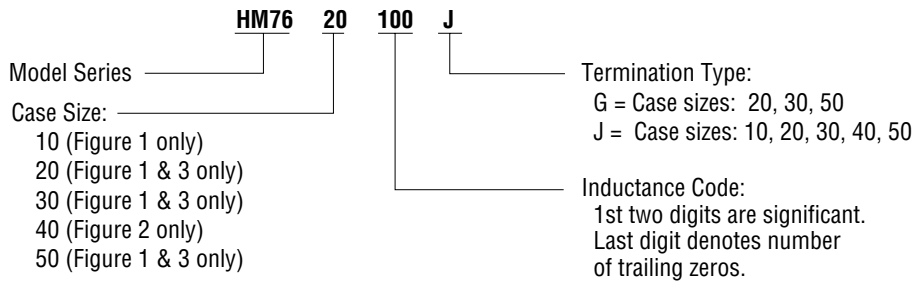 HM76 20 100 J
Model Series
Case Size:
10 (Figure 1 only)
20 (Figure 1 & 3 only)
30 (Figure 1 & 3 only)
40 (Figure 2 only)
50 (Figure 1 & 3 only)
Termination Type:
G = Case sizes: 20, 30, 50
J = Case sizes: 10, 20, 30, 40, 50
Inductance Code:
1st two digits are significant.
Last digit denotes number
of trailing zeros.